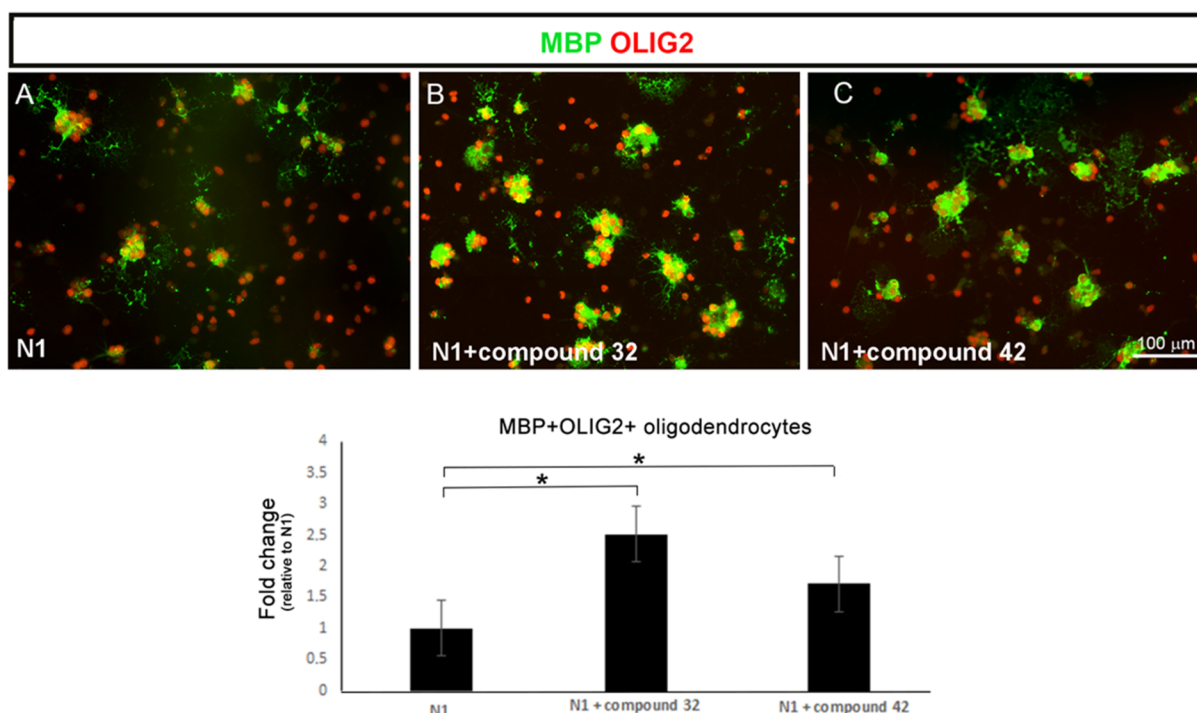 MBP OLIG2
A
B
C
N1
N1+compound 32
N1+compound 42
100 μm
MBP+OLIG2+ oligodendrocytes
4
3.5
3
2.5
2
1.5
1
0.5
0
Fold change
(relative to N1)
*
*
N1
N1 + compound 32
N1 + compound 42